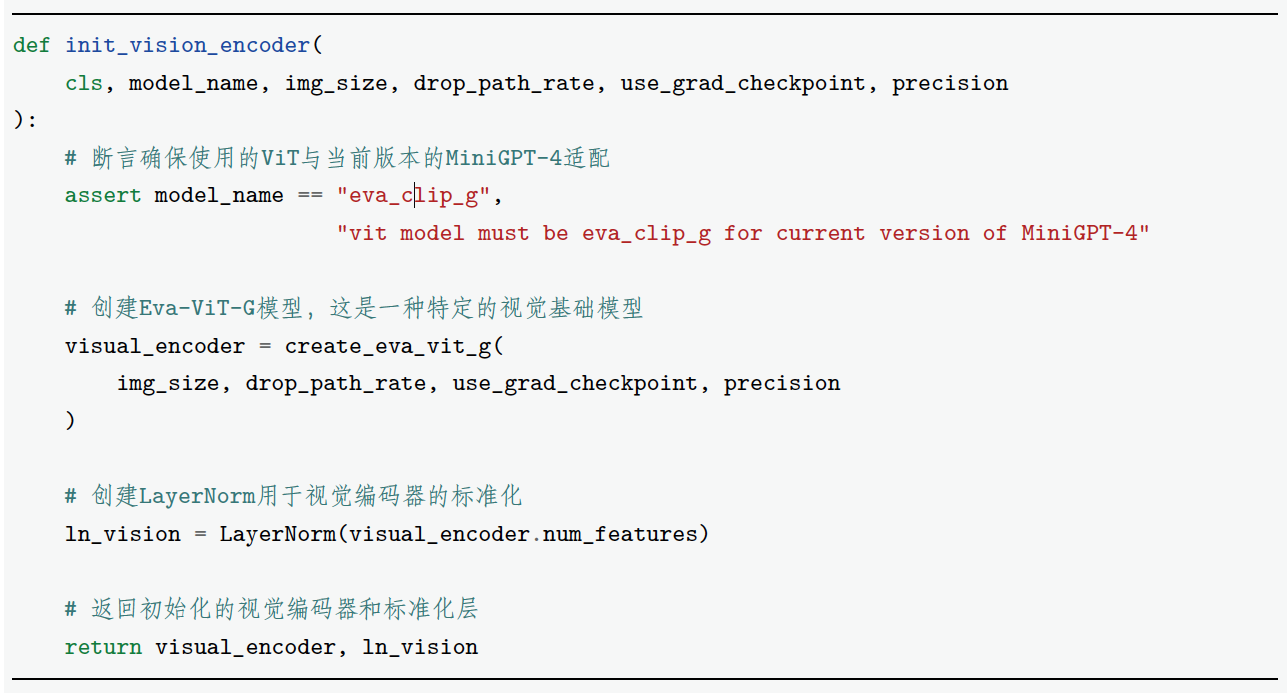 def init_vision_encoder(
    cls, model_name, img_size, drop_path_rate, use_grad_checkpoint, precision
):
    # 断言确保使用的ViT与当前版本的MiniGPT-4适配
    assert model_name == "eva_clip_g",
                         "vit model must be eva_clip_g for current version of MiniGPT-4"
    # 创建Eva-ViT-G模型，这是一种特定的视觉基础模型
    visual_encoder = create_eva_vit_g(
        img_size, drop_path_rate, use_grad_checkpoint, precision
    )
    # 创建LayerNorm用于视觉编码器的标准化
    ln_vision = LayerNorm(visual_encoder.num_features)
    # 返回初始化的视觉编码器和标准化层
    return visual_encoder, ln_vision